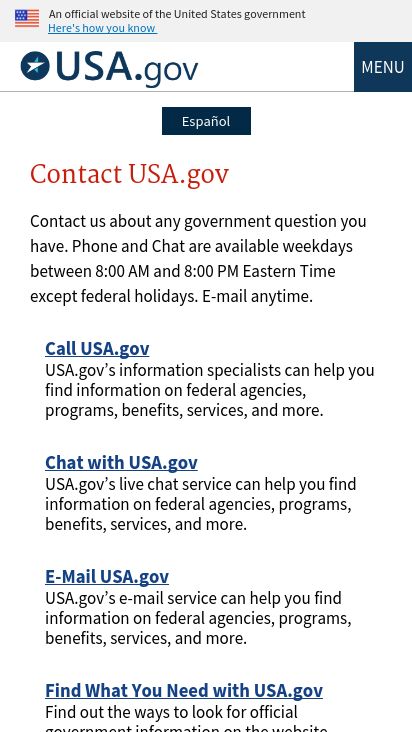 An official website of the United States government
Here's how you know
USA.gov
MENU
Español
Contact USA.gov
Contact us about any government question you
have. Phone and Chat are available weekdays
between 8:00 AM and 8:00 PM Eastern Time
except federal holidays. E-mail anytime.
Call USA.gov
USA.gov’s information specialists can help you
find information on federal agencies,
programs, benefits, services, and more.
Chat with USA.gov
USA.gov’s live chat service can help you find
information on federal agencies, programs,
benefits, services, and more.
E-Mail USA.gov
USA.gov’s e-mail service can help you find
information on federal agencies, programs,
benefits, services, and more.
Find What You Need with USA.gov
Find out the ways to look for official
government information on the website